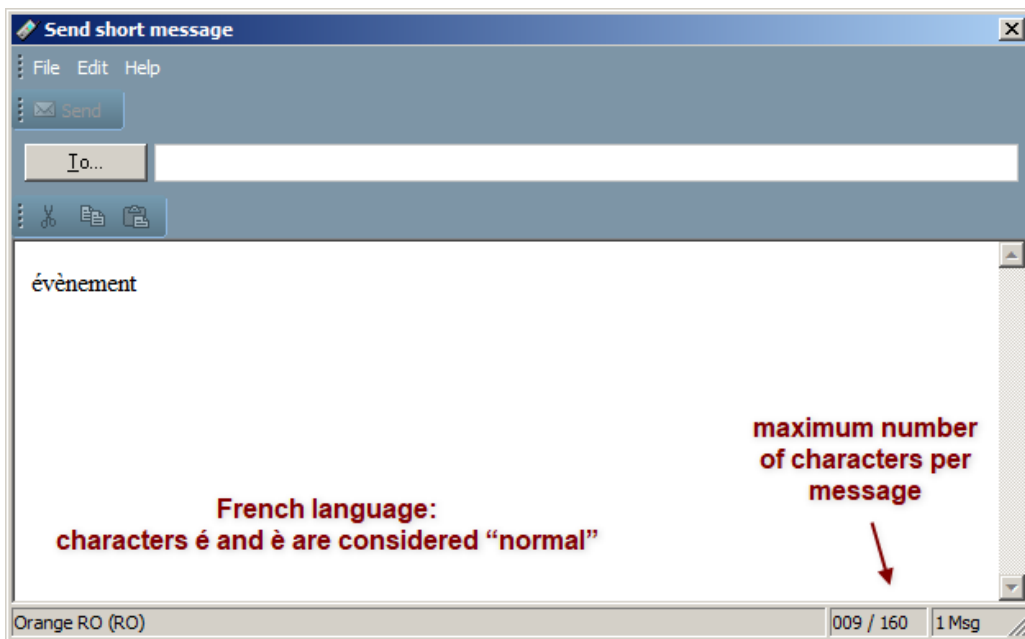 Send short message
File Edit Help
Send
To...
évènement
maximum number
of characters per
message
French language:
characters é and è are considered “normal”
Orange RO (RO) 009 / 160 1 Msg